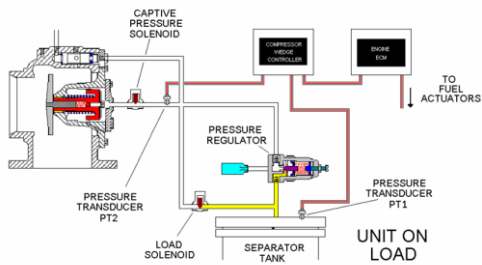 CAPTIVE
PRESSURE
SOLENOID
COMPRESSOR
WEDGE
CONTROLLER
ENGINE
ECM
TO
FUEL
ACTUATORS
PRESSURE
REGULATOR
PRESSURE
TRANSDUCER
PT2
PRESSURE
TRANSDUCER
PT1
LOAD
SOLENOID
SEPARATOR
TANK
UNIT ON
LOAD